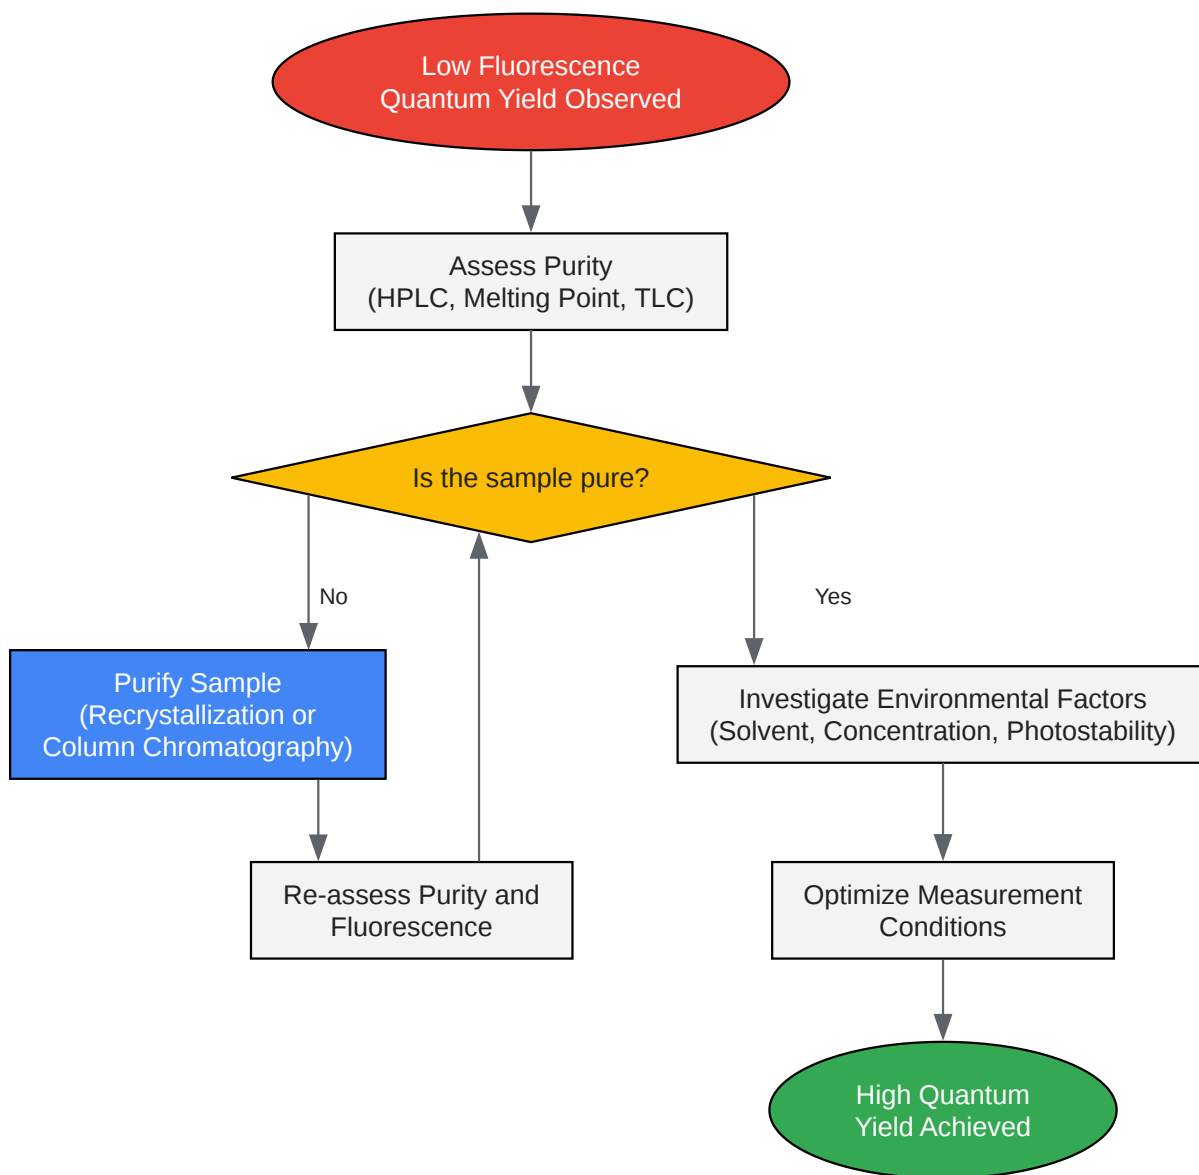 Low Fluorescence
Quantum Yield Observed
Assess Purity
(HPLC, Melting Point, TLC)
Is the sample pure?
No
Yes
Purify Sample
(Recrystallization or
Column Chromatography)
Investigate Environmental Factors
(Solvent, Concentration, Photostability)
Re-assess Purity and
Fluorescence
Optimize Measurement
Conditions
High Quantum
Yield Achieved